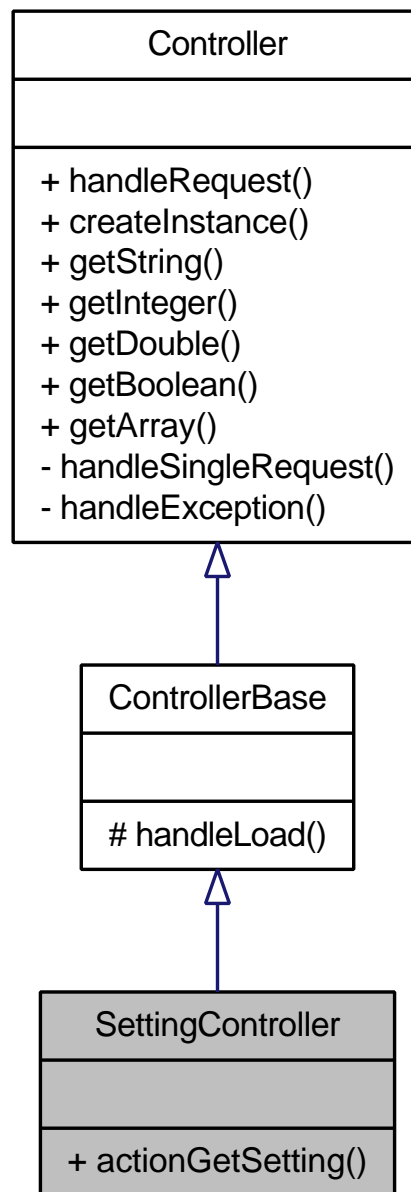 Controller
+ handleRequest()
+ createInstance()
+ getString()
+ getInteger()
+ getDouble()
+ getBoolean()
+ getArray()
- handleSingleRequest()
- handleException()
ControllerBase
# handleLoad()
SettingController
+ actionGetSetting()